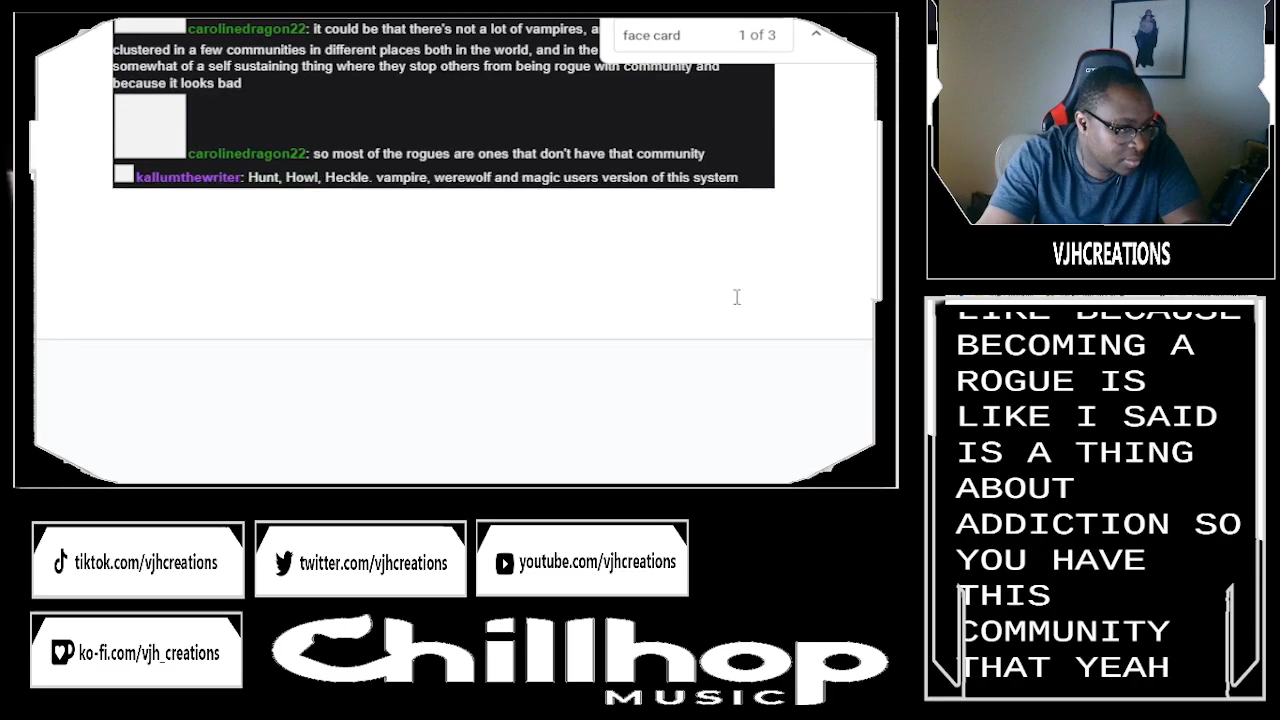 carolinedragon22: it could be that there's not a lot of vampires, a
clustered in a few communities in different places both in the world, and in the
somewhat of a self sustaining thing where they stop others from being rogue with community and
because it looks bad
carolinedragon22: so most of the rogues are ones that don't have that community
kallumthewriter: Hunt, Howl, Heckle. vampire, werewolf and magic users version of this system
face card 1 of 3
GT
VJHCREATIONS
LIKE BECAUSE
BECOMING A
ROGUE IS
LIKE I SAID
IS A THING
ABOUT
ADDICTION SO
YOU HAVE
THIS
COMMUNITY
THAT YEAH
tiktok.com/vjhcreations
twitter.com/vjhcreations
youtube.com/vjhcreations
ko-fi.com/vjh_creations
Chillhop
MUSIC